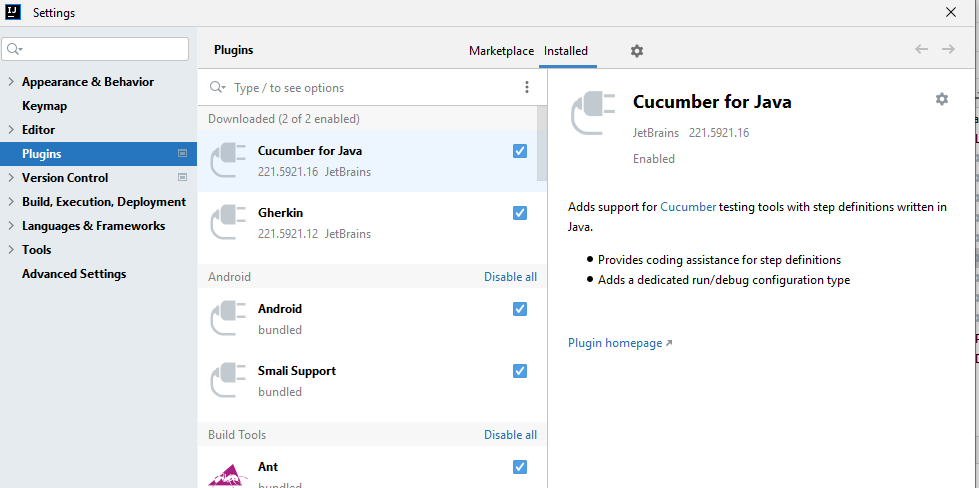 IJ
Settings
Plugins
Marketplace
Installed
Appearance & Behavior
Keymap
Editor
Plugins
Version Control
Build, Execution, Deployment
Languages & Frameworks
Tools
Advanced Settings
Type / to see options
Downloaded (2 of 2 enabled)
Cucumber for Java
221.5921.16 JetBrains
Gherkin
221.5921.12 JetBrains
Android Disable all
Android
bundled
Smali Support
bundled
Build Tools Disable all
Ant
bundled
Cucumber for Java
JetBrains 221.5921.16
Enabled
Adds support for Cucumber testing tools with step definitions written in
Java.
● Provides coding assistance for step definitions
● Adds a dedicated run/debug configuration type
Plugin homepage ↗